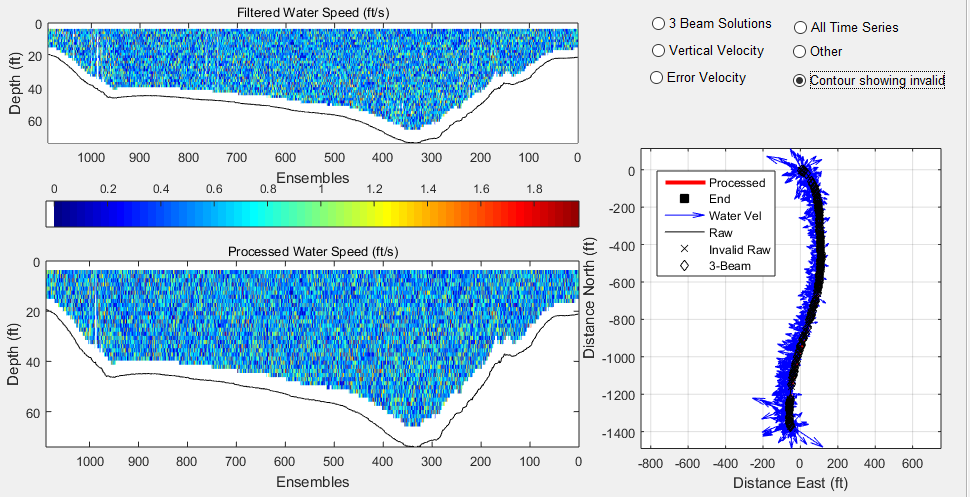 Filtered Water Speed (ft/s)
Depth (ft)
0
20
40
60
1000 900 800 700 600 500 400 300 200 100 0
Ensembles
0 0.2 0.4 0.6 0.8 1 1.2 1.4 1.6 1.8
Processed Water Speed (ft/s)
Depth (ft)
0
20
40
60
1000 900 800 700 600 500 400 300 200 100 0
Ensembles
3 Beam Solutions
All Time Series
Vertical Velocity
Other
Error Velocity
Contour showing invalid
Distance North (ft)
0
-200
-400
-600
-800
-1000
-1200
-1400
Processed
End
Water Vel
Raw
Invalid Raw
3-Beam
-800 -600 -400 -200 0 200 400 600
Distance East (ft)